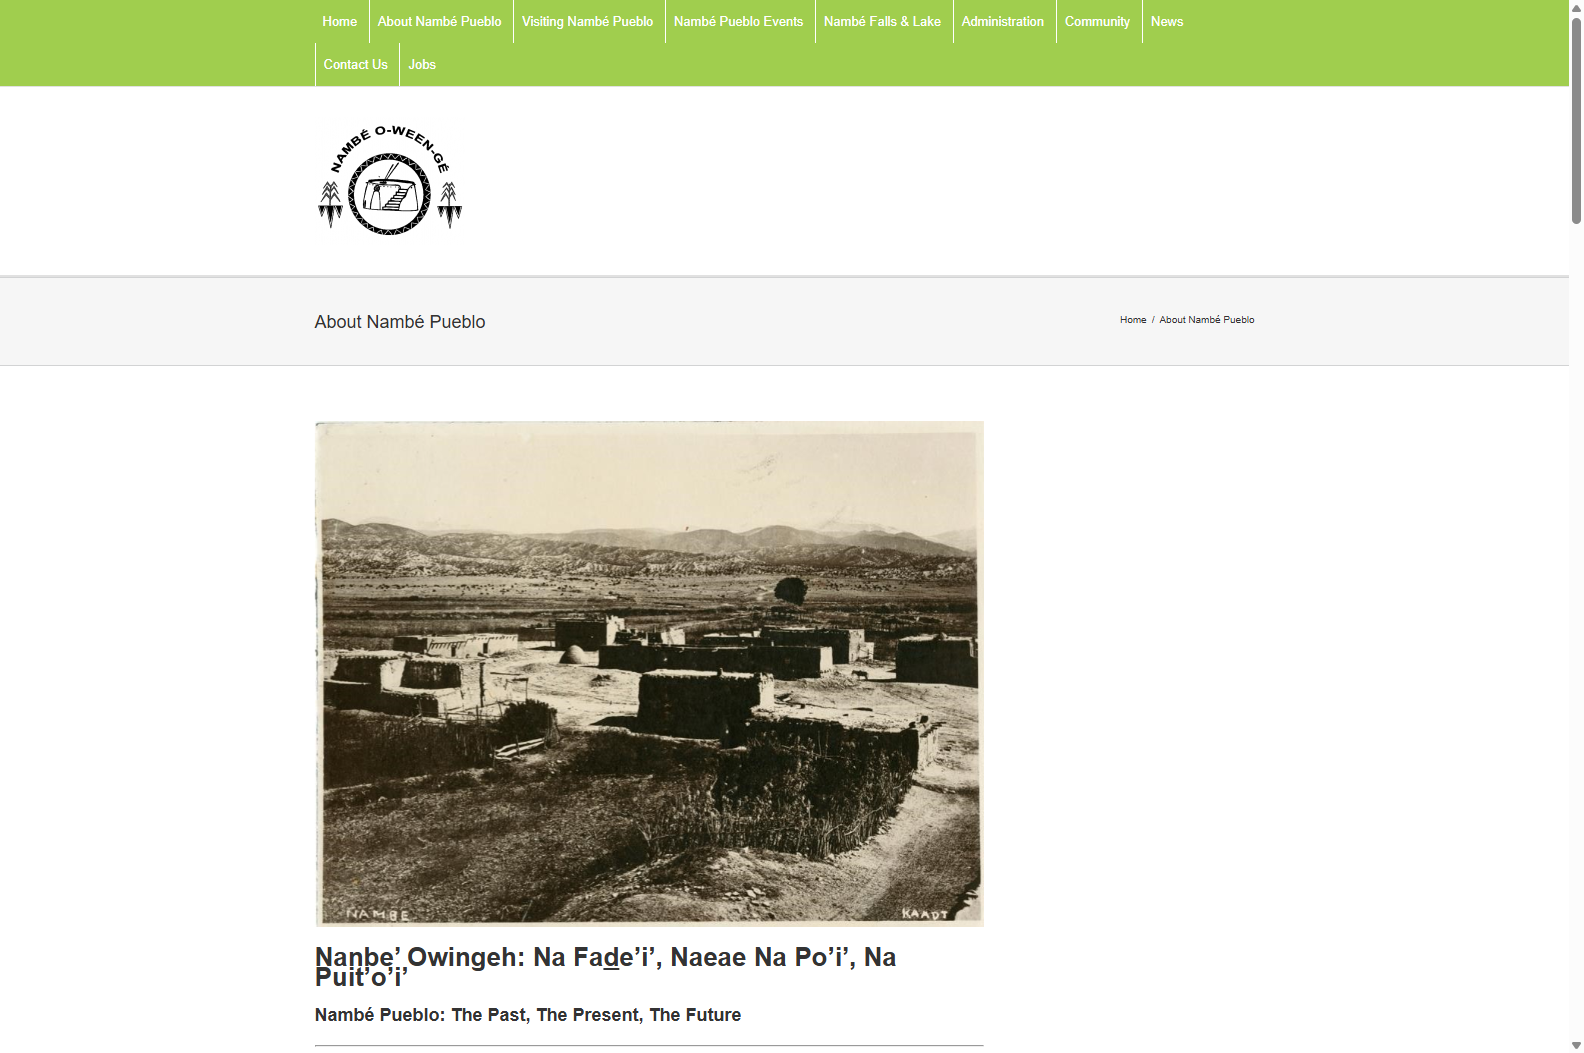 Home
About Nambé Pueblo
Visiting Nambé Pueblo
Nambé Pueblo Events
Nambé Falls & Lake
Administration
Community
News
Contact Us
Jobs
NAMBÉ O-WEEN-GÉ
About Nambé Pueblo
Home / About Nambé Pueblo
NAMBE
KAADT
Nanbe’ Owingeh: Na Fad̲e’i’, Naeae Na Po’i’, Na
Puit’o’i’
Nambé Pueblo: The Past, The Present, The Future